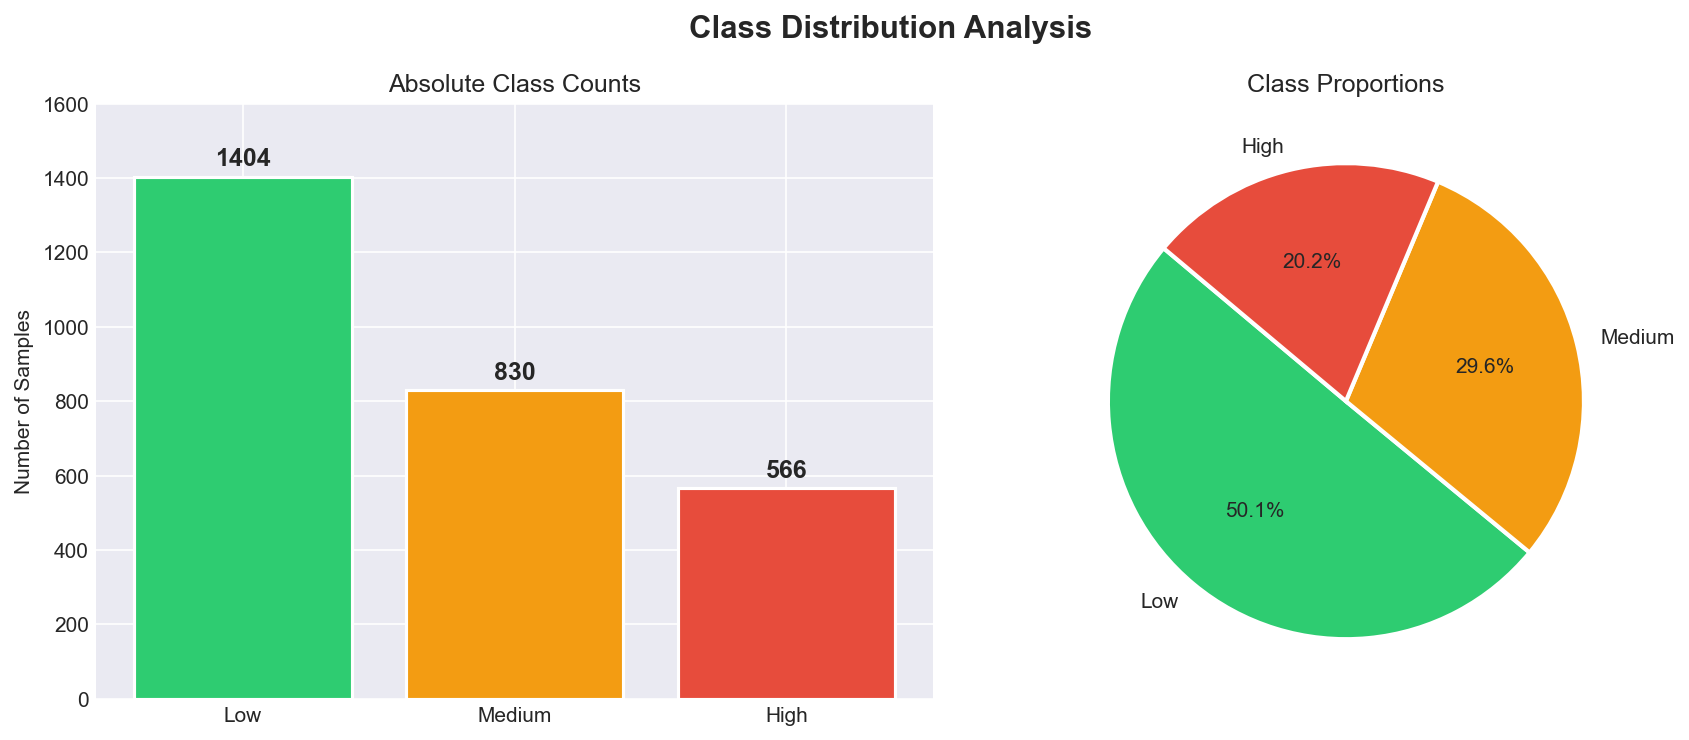 Class Distribution Analysis
Absolute Class Counts
Number of Samples
1600
1400
1200
1000
800
600
400
200
0
1404
830
566
Low
Medium
High
Class Proportions
High
20.2%
Medium
29.6%
50.1%
Low